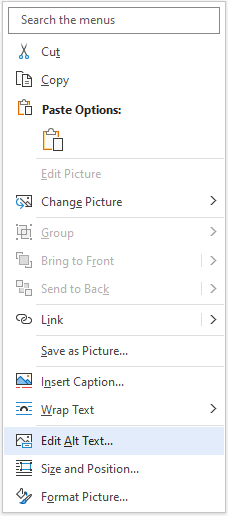 Search the menus
Cut
Copy
Paste Options:
Edit Picture
Change Picture
Group
Bring to Front
Send to Back
Link
Save as Picture...
Insert Caption...
Wrap Text
Edit Alt Text...
Size and Position...
Format Picture...